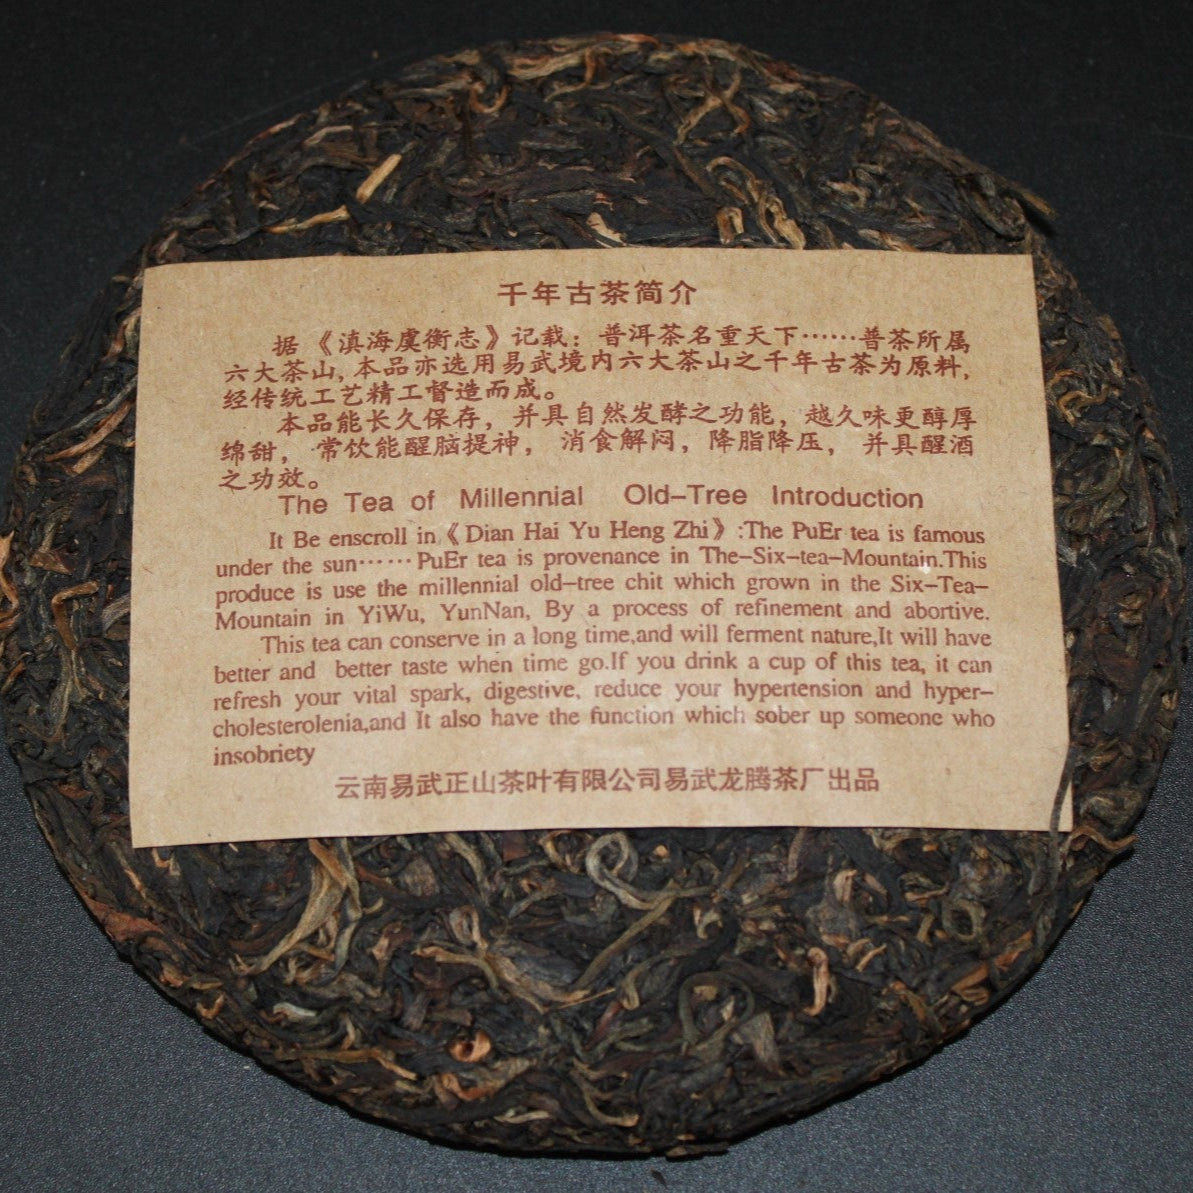 千年古茶简介
据《滇海虞衡志》记载：普洱茶名重天下……普茶所属
六大茶山，本品亦选用易武境内六大茶山之千年古茶为原料，
经传统工艺精工督造而成。
本品能长久保存，并具自然发酵之功能，越久味更醇厚
绵甜，常饮能醒脑提神，消食解闷，降脂降压，并具醒酒
之功效。
The Tea of Millennial Old–Tree Introduction
It Be enscroll in《Dian Hai Yu Heng Zhi》:The PuEr tea is famous
under the sun……PuEr tea is provenance in The–Six–tea–Mountain.This
produce is use the millennial old–tree chit which grown in the Six–Tea–
Mountain in YiWu, YunNan, By a process of refinement and abortive.
This tea can conserve in a long time,and will ferment nature,It will have
better and better taste when time go.If you drink a cup of this tea, it can
refresh your vital spark, digestive, reduce your hypertension and hyper–
cholesterolenia,and It also have the function which sober up someone who
insobriety
云南易武正山茶叶有限公司易武龙腾茶厂出品